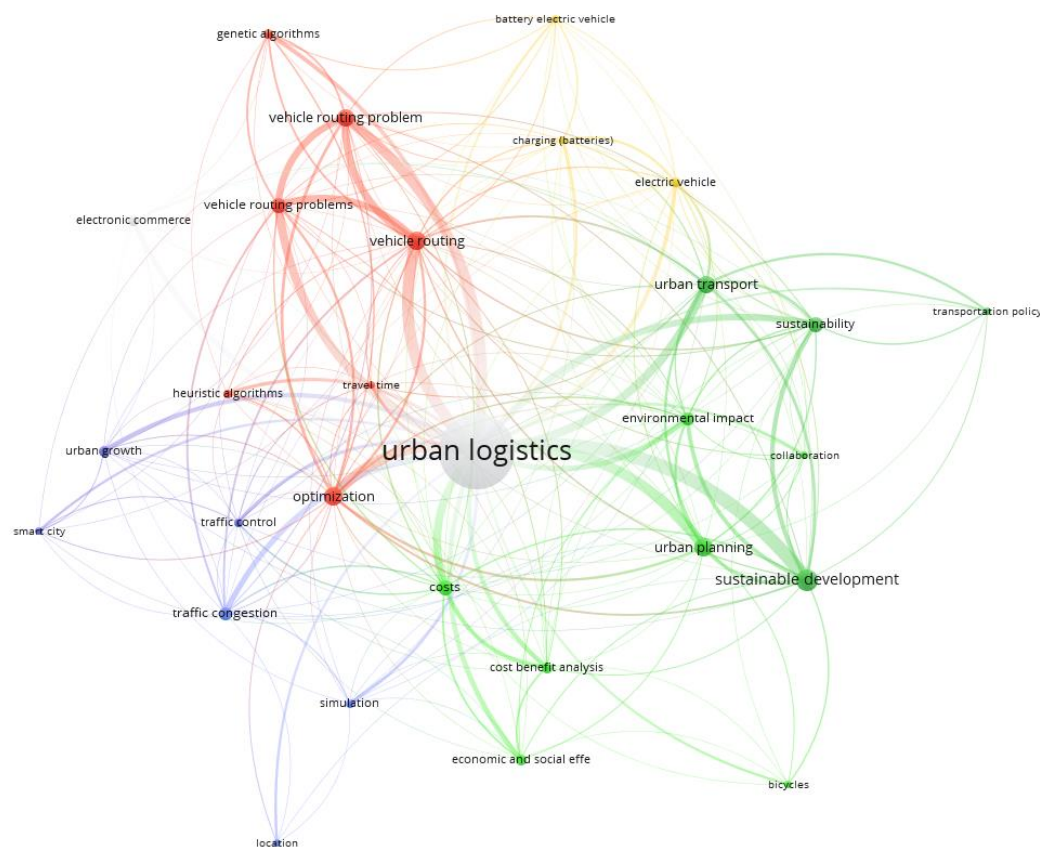 battery electric vehicle
genetic algorithms
vehicle routing problem
charging (batteries)
electric vehicle
vehicle routing problems
electronic commerce
vehicle routing
urban transport
transportation policy
sustainability
travel time
heuristic algorithms
environmental impact
urban growth
urban logistics
collaboration
optimization
traffic control
smart city
urban planning
sustainable development
costs
traffic congestion
cost benefit analysis
simulation
economic and social effe
bicycles
location